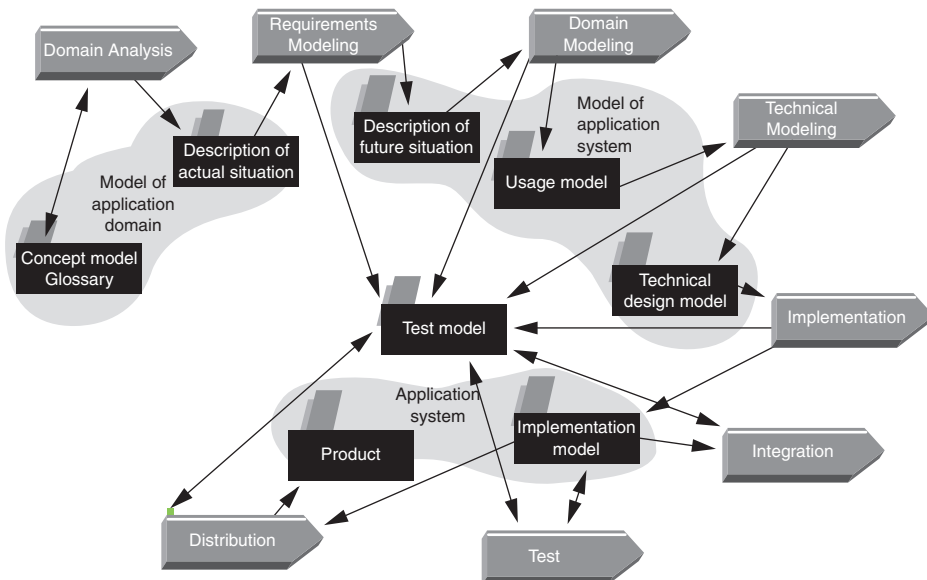 Domain Analysis
Requirements
Modeling
Domain
Modeling
Technical
Modeling
Description of
actual situation
Description of
future situation
Model of
application
system
Usage model
Model of
application
domain
Concept model
Glossary
Technical
design model
Test model
Implementation
Application
system
Product
Implementation
model
Integration
Distribution
Test